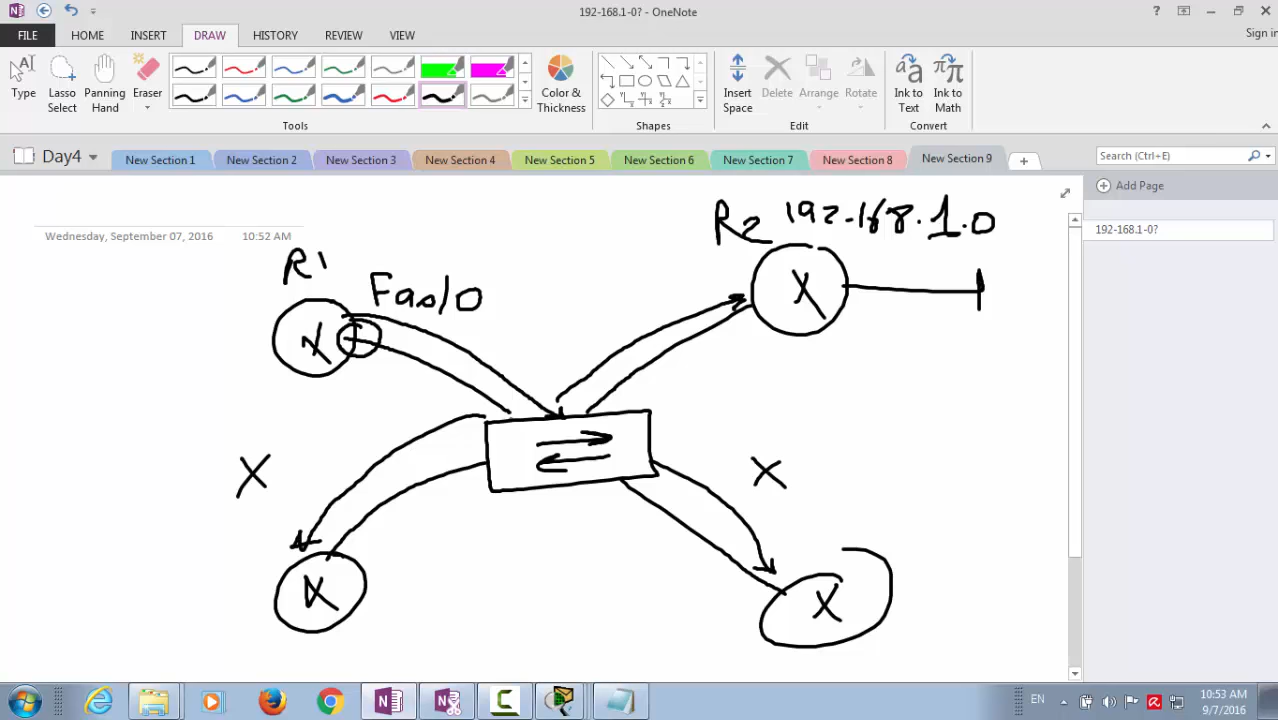 192-168.1-0? - OneNote
?
FILE HOME INSERT DRAW HISTORY REVIEW VIEW
Sign in
Type
Lasso Select
Panning Hand
Eraser
Color & Thickness
Insert Space
Delete
Arrange
Rotate
Ink to Text
Ink to Math
Tools
Shapes
Edit
Convert
Day4
New Section 1
New Section 2
New Section 3
New Section 4
New Section 5
New Section 6
New Section 7
New Section 8
New Section 9
Search (Ctrl+E)
Add Page
192-168.1-0?
Wednesday, September 07, 2016 10:52 AM
R2 192.168.1.0
R1
X
X
X X
X
X
EN
10:53 AM
9/7/2016